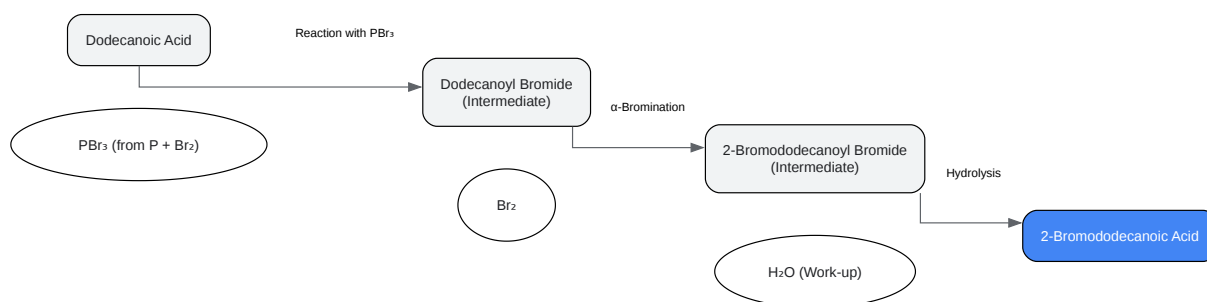 Dodecanoic Acid
Reaction with PBr₃
PBr₃ (from P + Br₂)
Dodecanoyl Bromide
(Intermediate)
α-Bromination
Br₂
2-Bromododecanoyl Bromide
(Intermediate)
Hydrolysis
H₂O (Work-up)
2-Bromododecanoic Acid